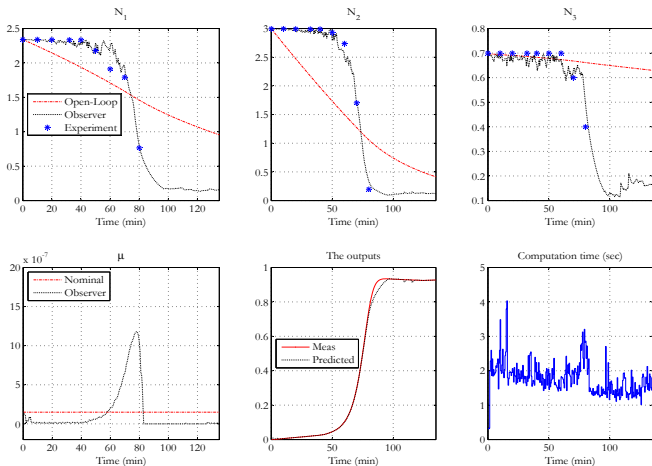 N1
N2
N3
2.5
2
1.5
1
0.5
0
Open-Loop
Observer
Experiment
0 20 40 60 80 100 120
Time (min)
3
2.5
2
1.5
1
0.5
0
0 50 100
Time (min)
0.8
0.7
0.6
0.5
0.4
0.3
0.2
0.1
0 50 100
Time (min)
μ
The outputs
Computation time (sec)
x 10-7
20
15
10
5
0
Nominal
Observer
0 20 40 60 80 100 120
Time (min)
1
0.8
0.6
0.4
0.2
0
Meas
Predicted
0 50 100
Time (min)
5
4
3
2
1
0
0 50 100
Time (min)